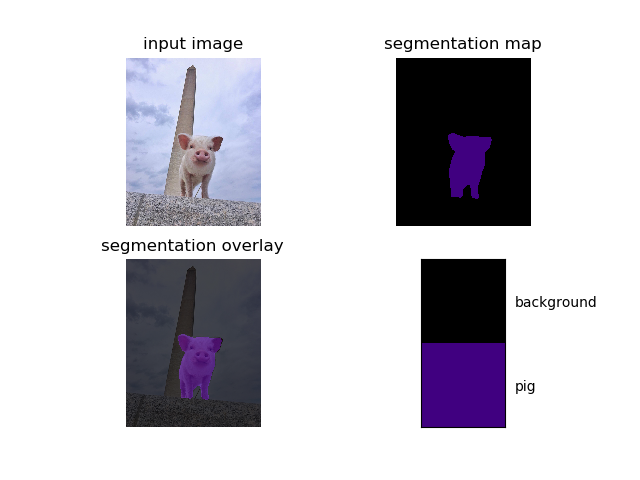 input image
segmentation map
segmentation overlay
background
pig